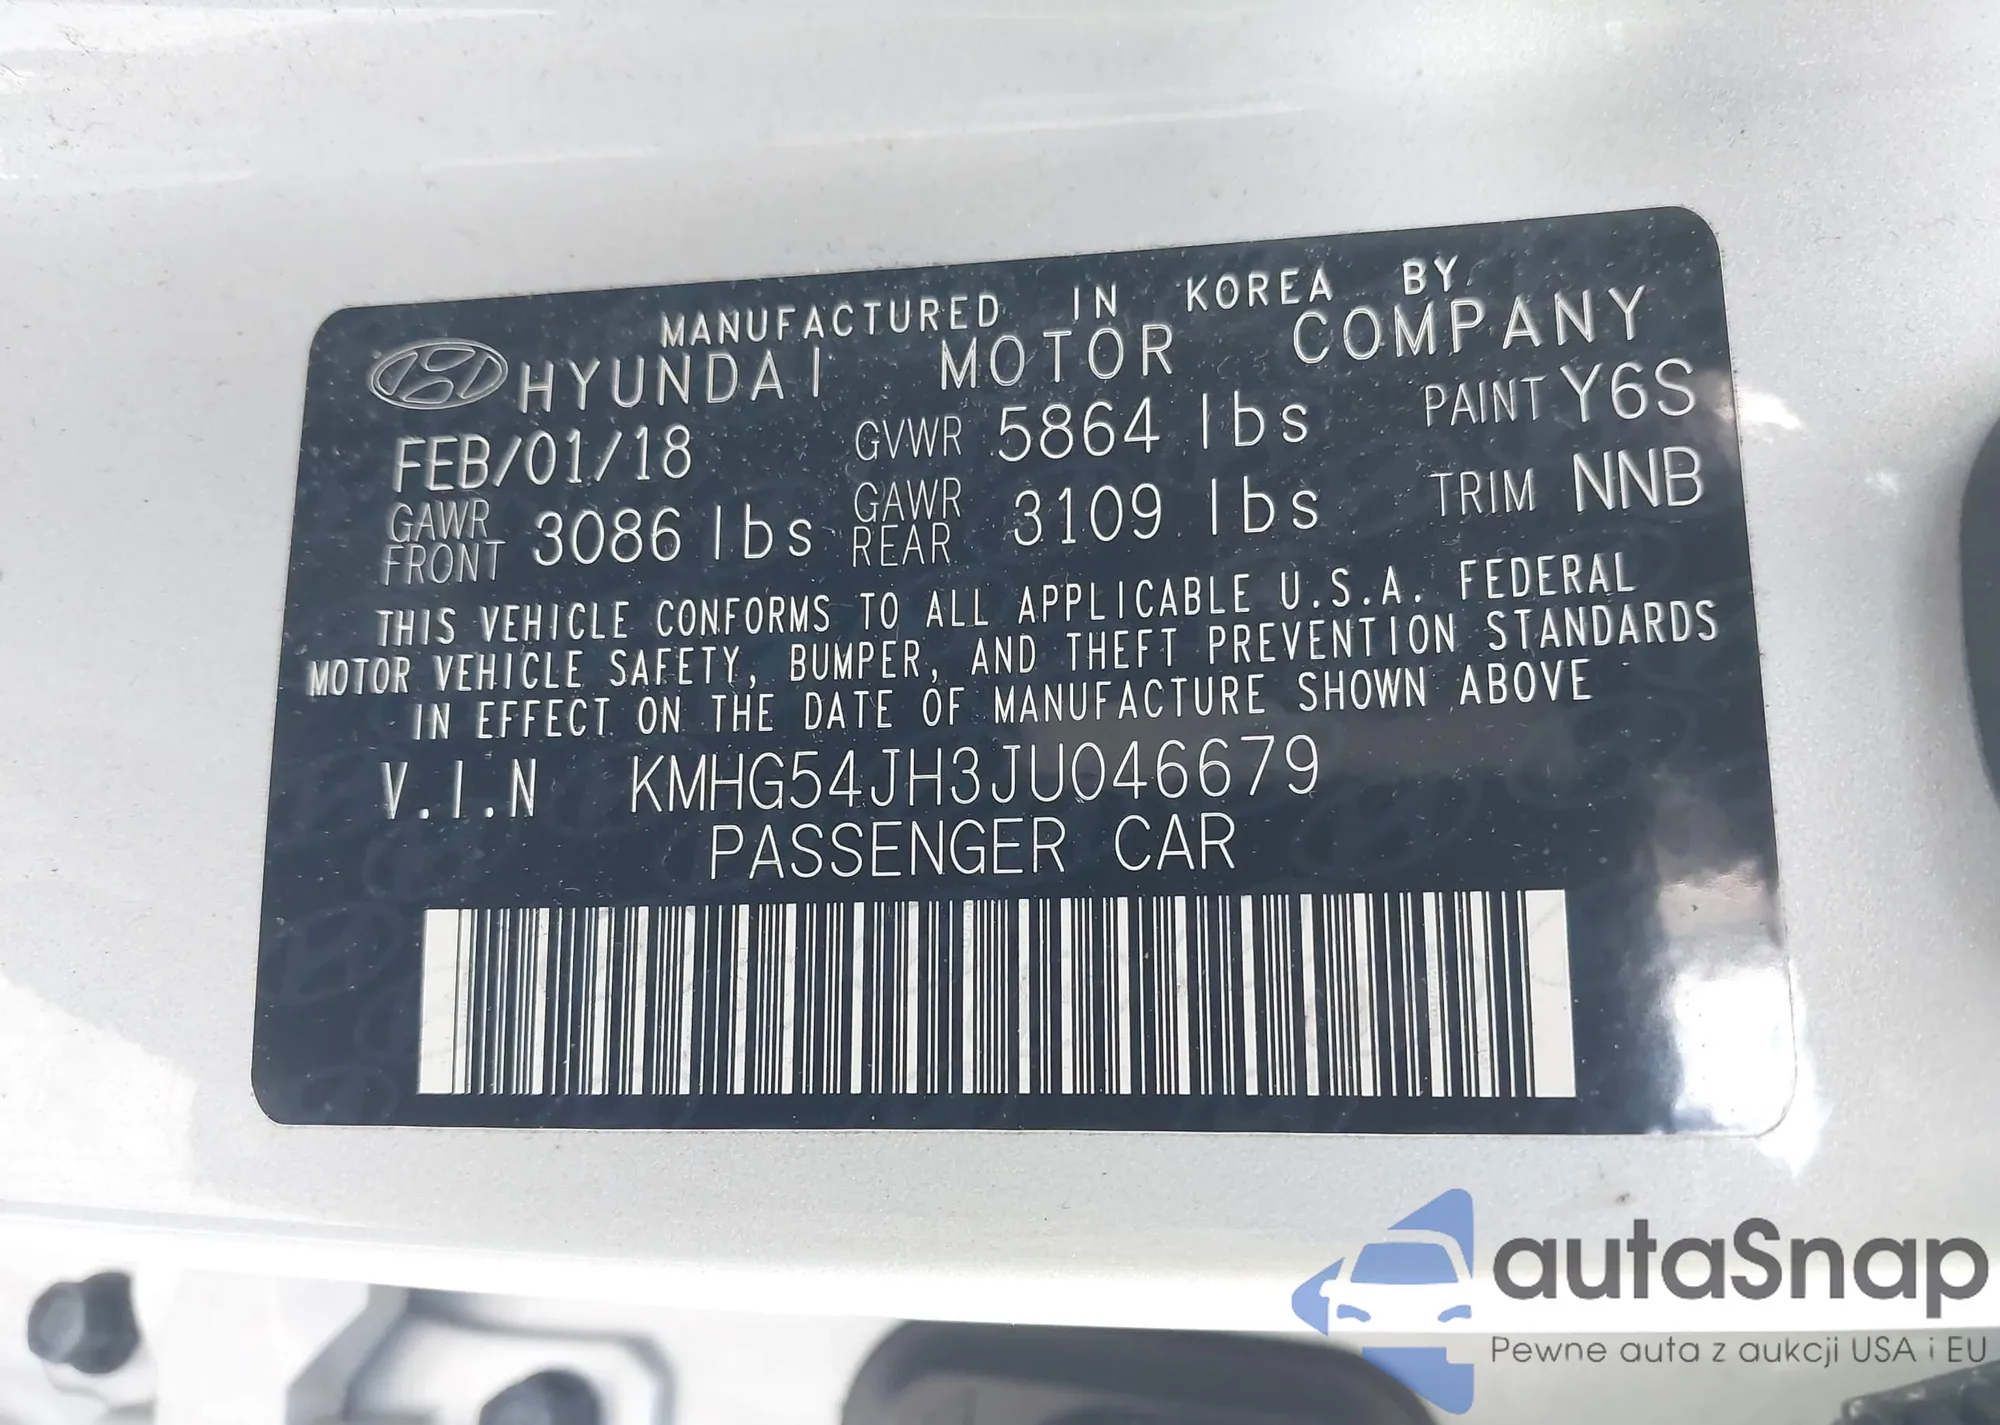 MANUFACTURED IN KOREA BY
HYUNDAI MOTOR COMPANY
FEB/01/18 GVWR 5864 lbs PAINT Y6S
GAWR FRONT 3086 lbs GAWR REAR 3109 lbs TRIM NNB
THIS VEHICLE CONFORMS TO ALL APPLICABLE U.S.A. FEDERAL
MOTOR VEHICLE SAFETY, BUMPER, AND THEFT PREVENTION STANDARDS
IN EFFECT ON THE DATE OF MANUFACTURE SHOWN ABOVE
V.I.N KMHG54JH3JU046679
PASSENGER CAR
autaSnap
Pewne auta z aukcji USA i EU